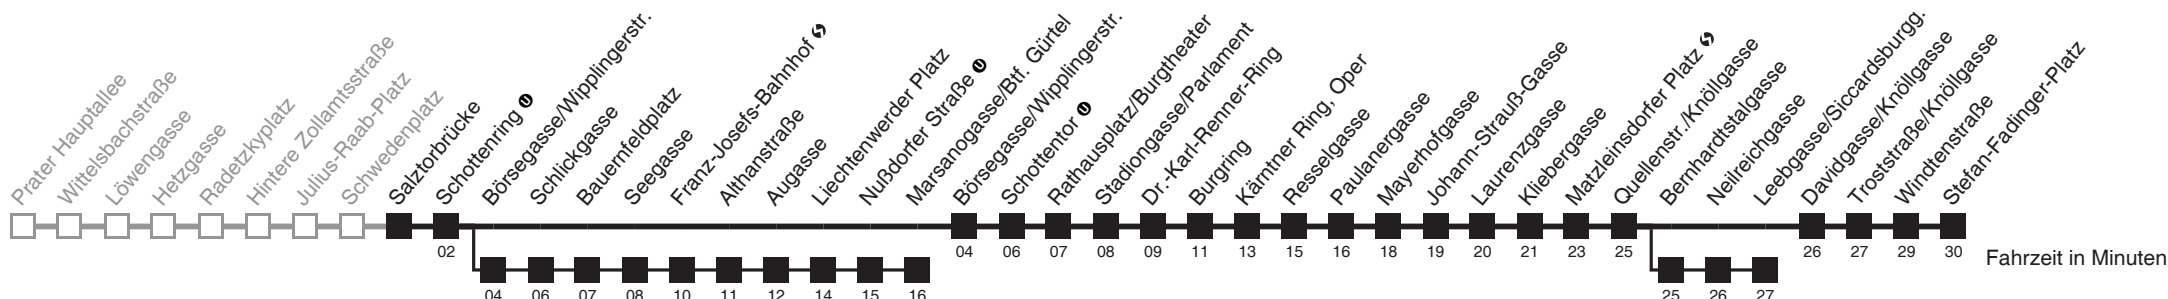 Prater Hauptallee
Wittelsbachstraße
Löwengasse
Hetzgasse
Radetzkyplatz
Hintere Zollamtsstraße
Julius-Raab-Platz
Schwedenplatz
Salztorbrücke
Schottenring U
Börsegasse/Wipplingerstr.
Schlickgasse
Bauernfeldplatz
Seegasse
Franz-Josefs-Bahnhof
Althanstraße
Augasse
Liechtenwerder Platz
Nußdorfer Straße U
Marsanogasse/Btf. Gürtel
Börsegasse/Wipplingerstr.
Schottentor U
Rathausplatz/Burgtheater
Stadiongasse/Parlament
Dr.-Karl-Renner-Ring
Burgring
Kärntner Ring, Oper
Resselgasse
Paulanergasse
Mayerhofgasse
Johann-Strauß-Gasse
Laurenzgasse
Kliebergasse
Matzleinsdorfer Platz
Quellenstr./Knöllgasse
Bernhardtstalgasse
Neilreichgasse
Leebgasse/Siccardsburgg.
Davidgasse/Knöllgasse
Troststraße/Knöllgasse
Windtenstraße
Stefan-Fadinger-Platz
02 04 06 07 08 09 11 13 15 16 18 19 20 21 23 25 26 27 29 30
Fahrzeit in Minuten
04 06 07 08 10 11 12 14 15 16 25 26 27